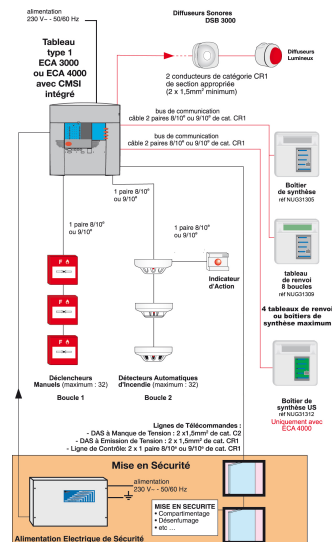 alimentation
230 V~ - 50/60 Hz
Diffuseurs Sonores
DSB 3000
Tableau
type 1
ECA 3000
ou ECA 4000
avec CMSI
intégré
Diffuseurs
Lumineux
2 conducteurs de catégorie CR1
de section appropriée
(2 x 1,5mm² minimum)
bus de communication
câble 2 paires 8/10° ou 9/10° de cat. CR1
bus de communication
câble 2 paires 8/10° ou 9/10° de cat. CR1
Boîtier
de synthèse
réf NUG31305
1 paire 8/10°
ou 9/10°
1 paire 8/10°
ou 9/10°
1 paire 8/10°
ou 9/10°
Indicateur
d'Action
tableau
de renvoi
8 boucles
réf NUG31309
4 tableaux de renvoi
ou boitiers de
synthèse maximum
Déclencheurs
Manuels (maximum : 32)
Boucle 1
Détecteurs Automatiques
d'Incendie (maximum : 32)
Boucle 2
Boîtier de
synthèse US
réf NUG31312
Uniquement avec
ECA 4000
Lignes de Télécommandes :
- DAS à Manque de Tension : 2 x1,5mm² de cat. C2
- DAS à Emission de Tension : 2 x 1,5mm² de cat. CR1
- Ligne de Contrôle: 2 x 1 paire 8/10° ou 9/10° de cat. CR1
Mise en Sécurité
alimentation
230V~ - 50/60 Hz
MISE EN SECURITE
• Compartimentage
• Désenfumage
• etc ...
Alimentation Electrique de Sécurité